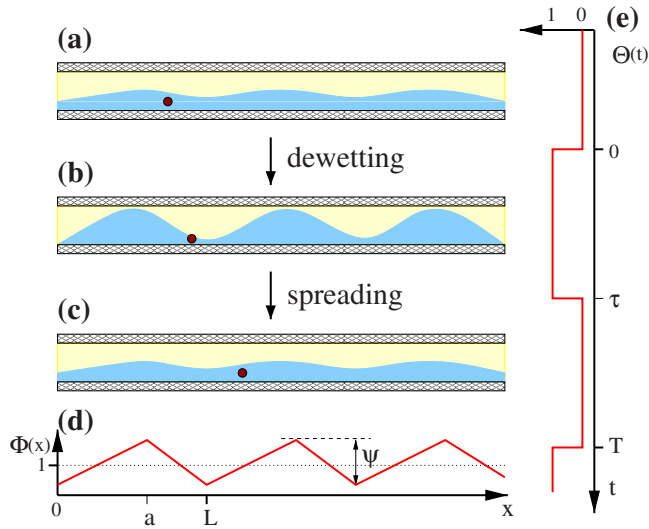 (a)
1 0 (e)
Θ(t)
dewetting
0
(b)
spreading
τ
(c)
(d)
Φ(x)
1
ψ
T
0 a L x
t